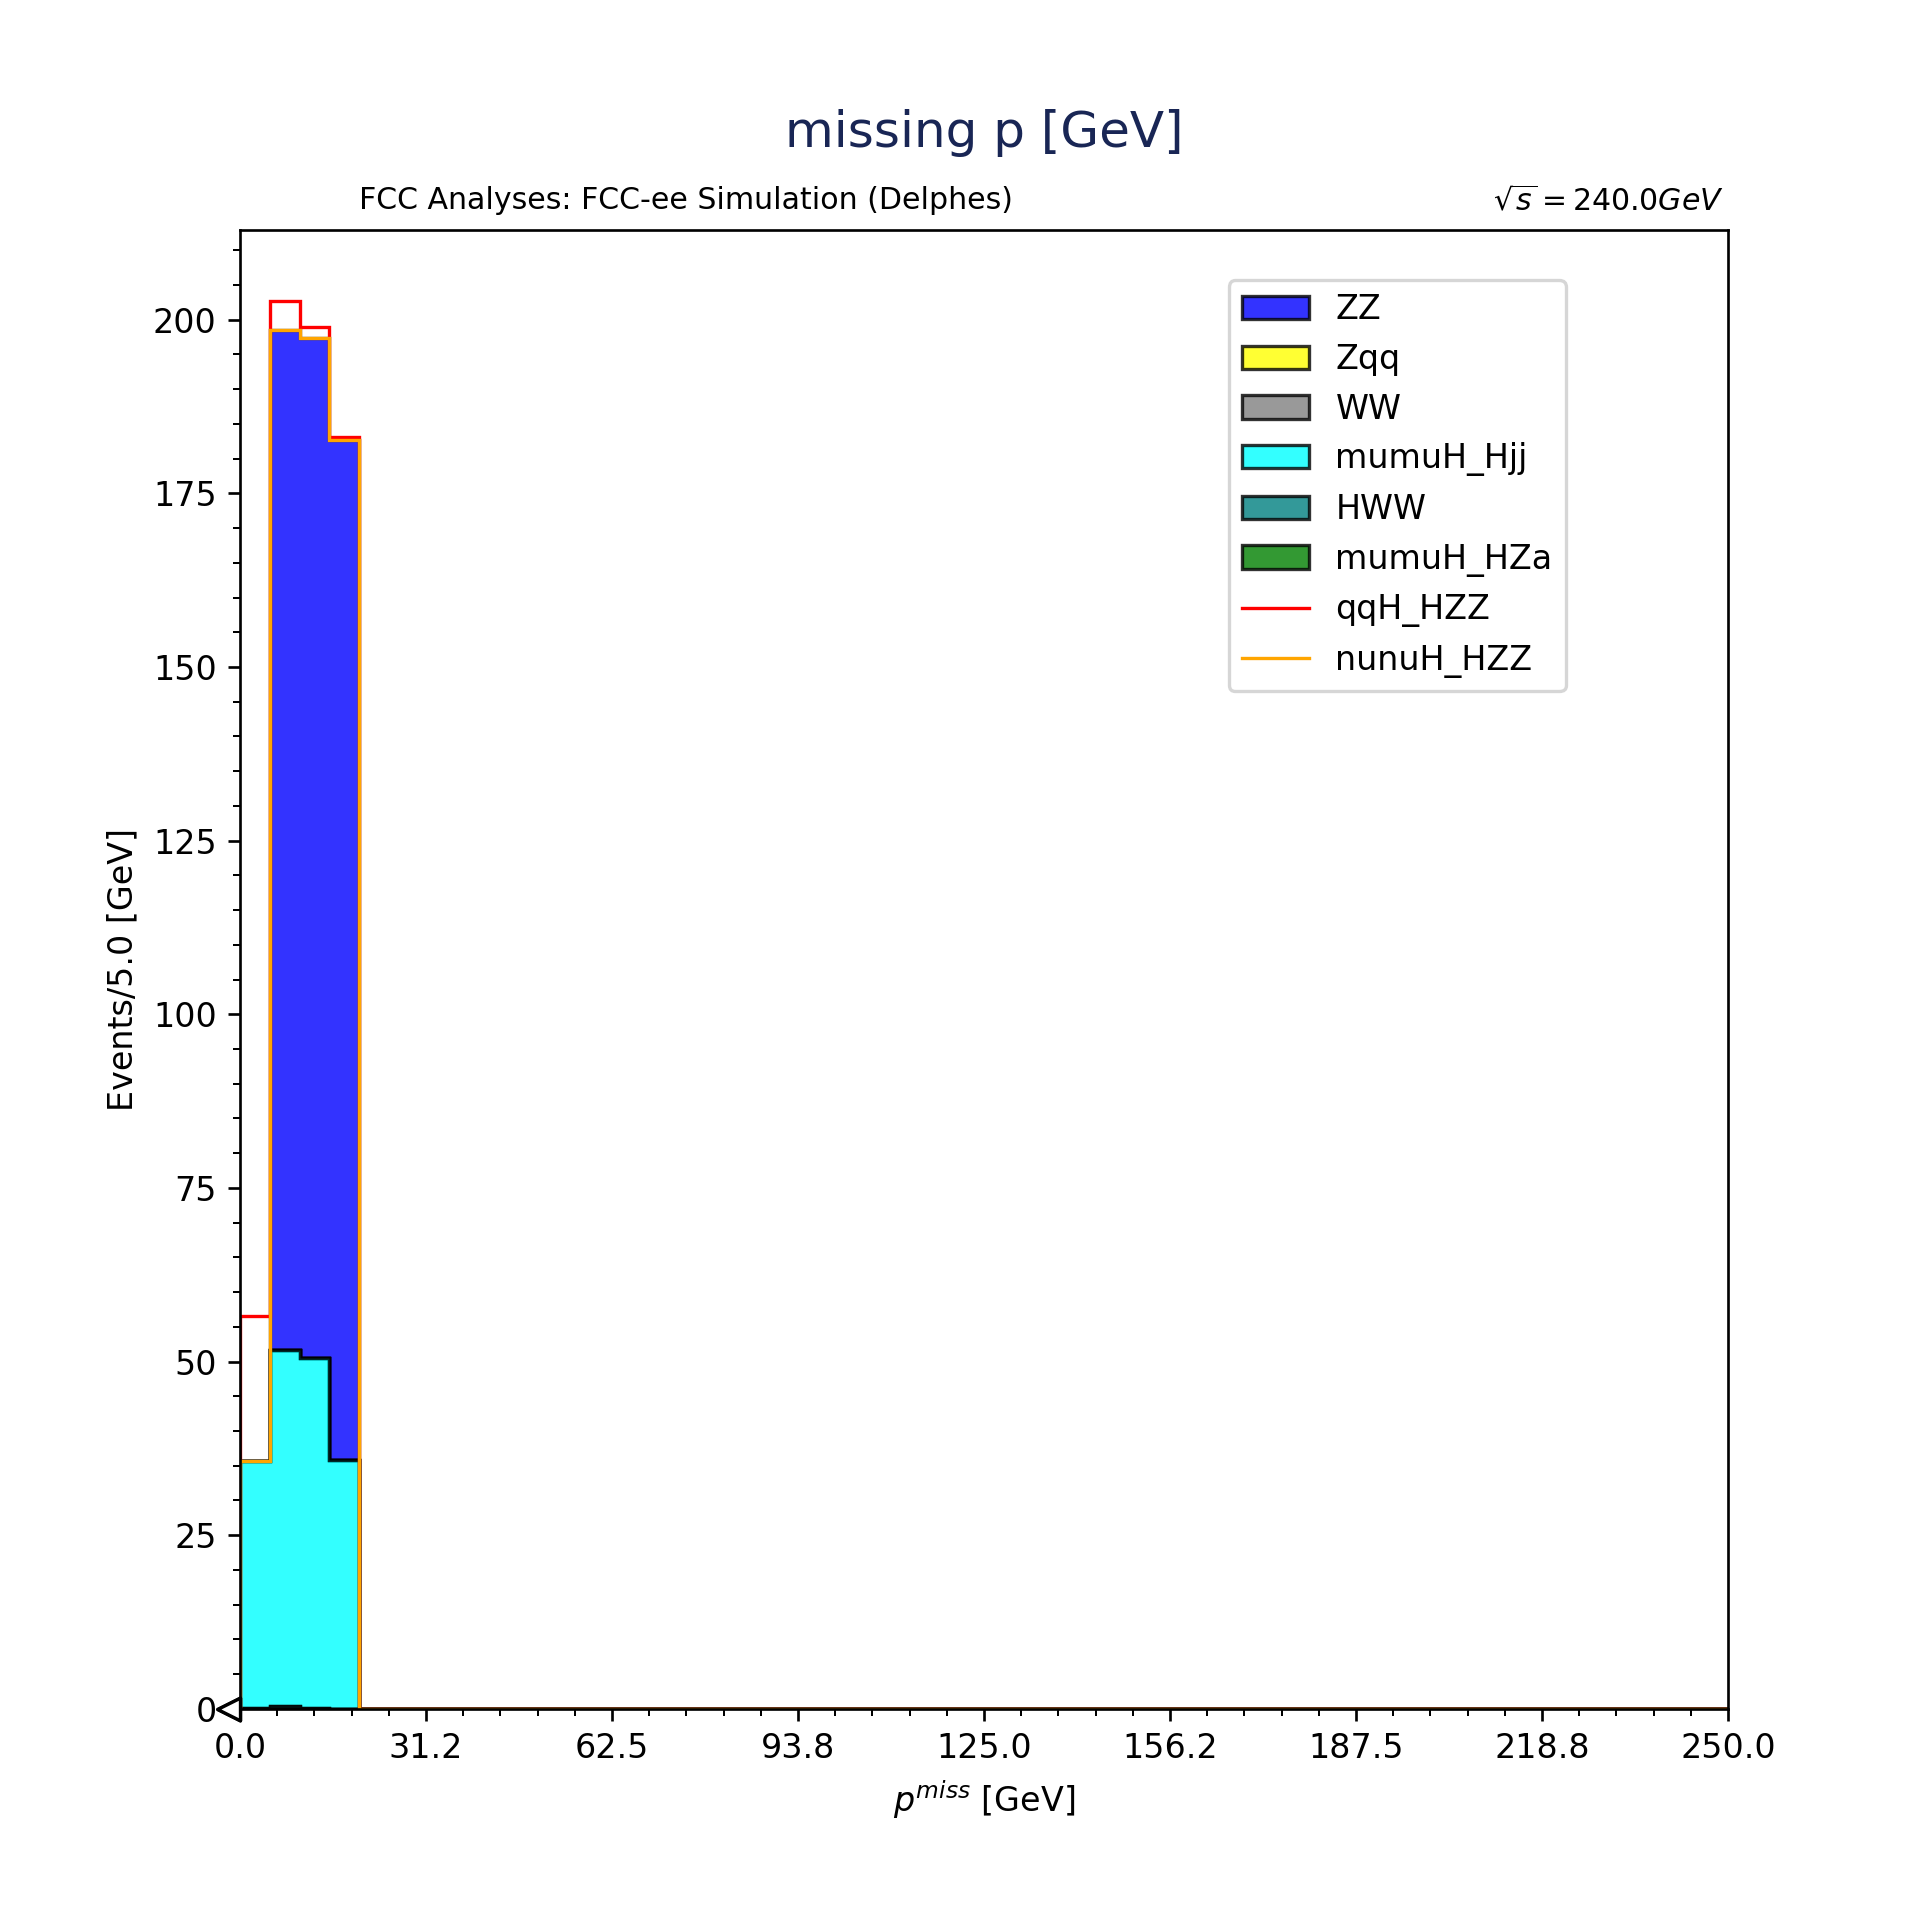 missing p [GeV]
FCC Analyses: FCC-ee Simulation (Delphes)
√s = 240.0GeV
ZZ
Zqq
WW
mumuH_Hjj
HWW
mumuH_HZa
qqH_HZZ
nunuH_HZZ
Events/5.0 [GeV]
200
175
150
125
100
75
50
25
0
0.0 31.2 62.5 93.8 125.0 156.2 187.5 218.8 250.0
p^miss [GeV]